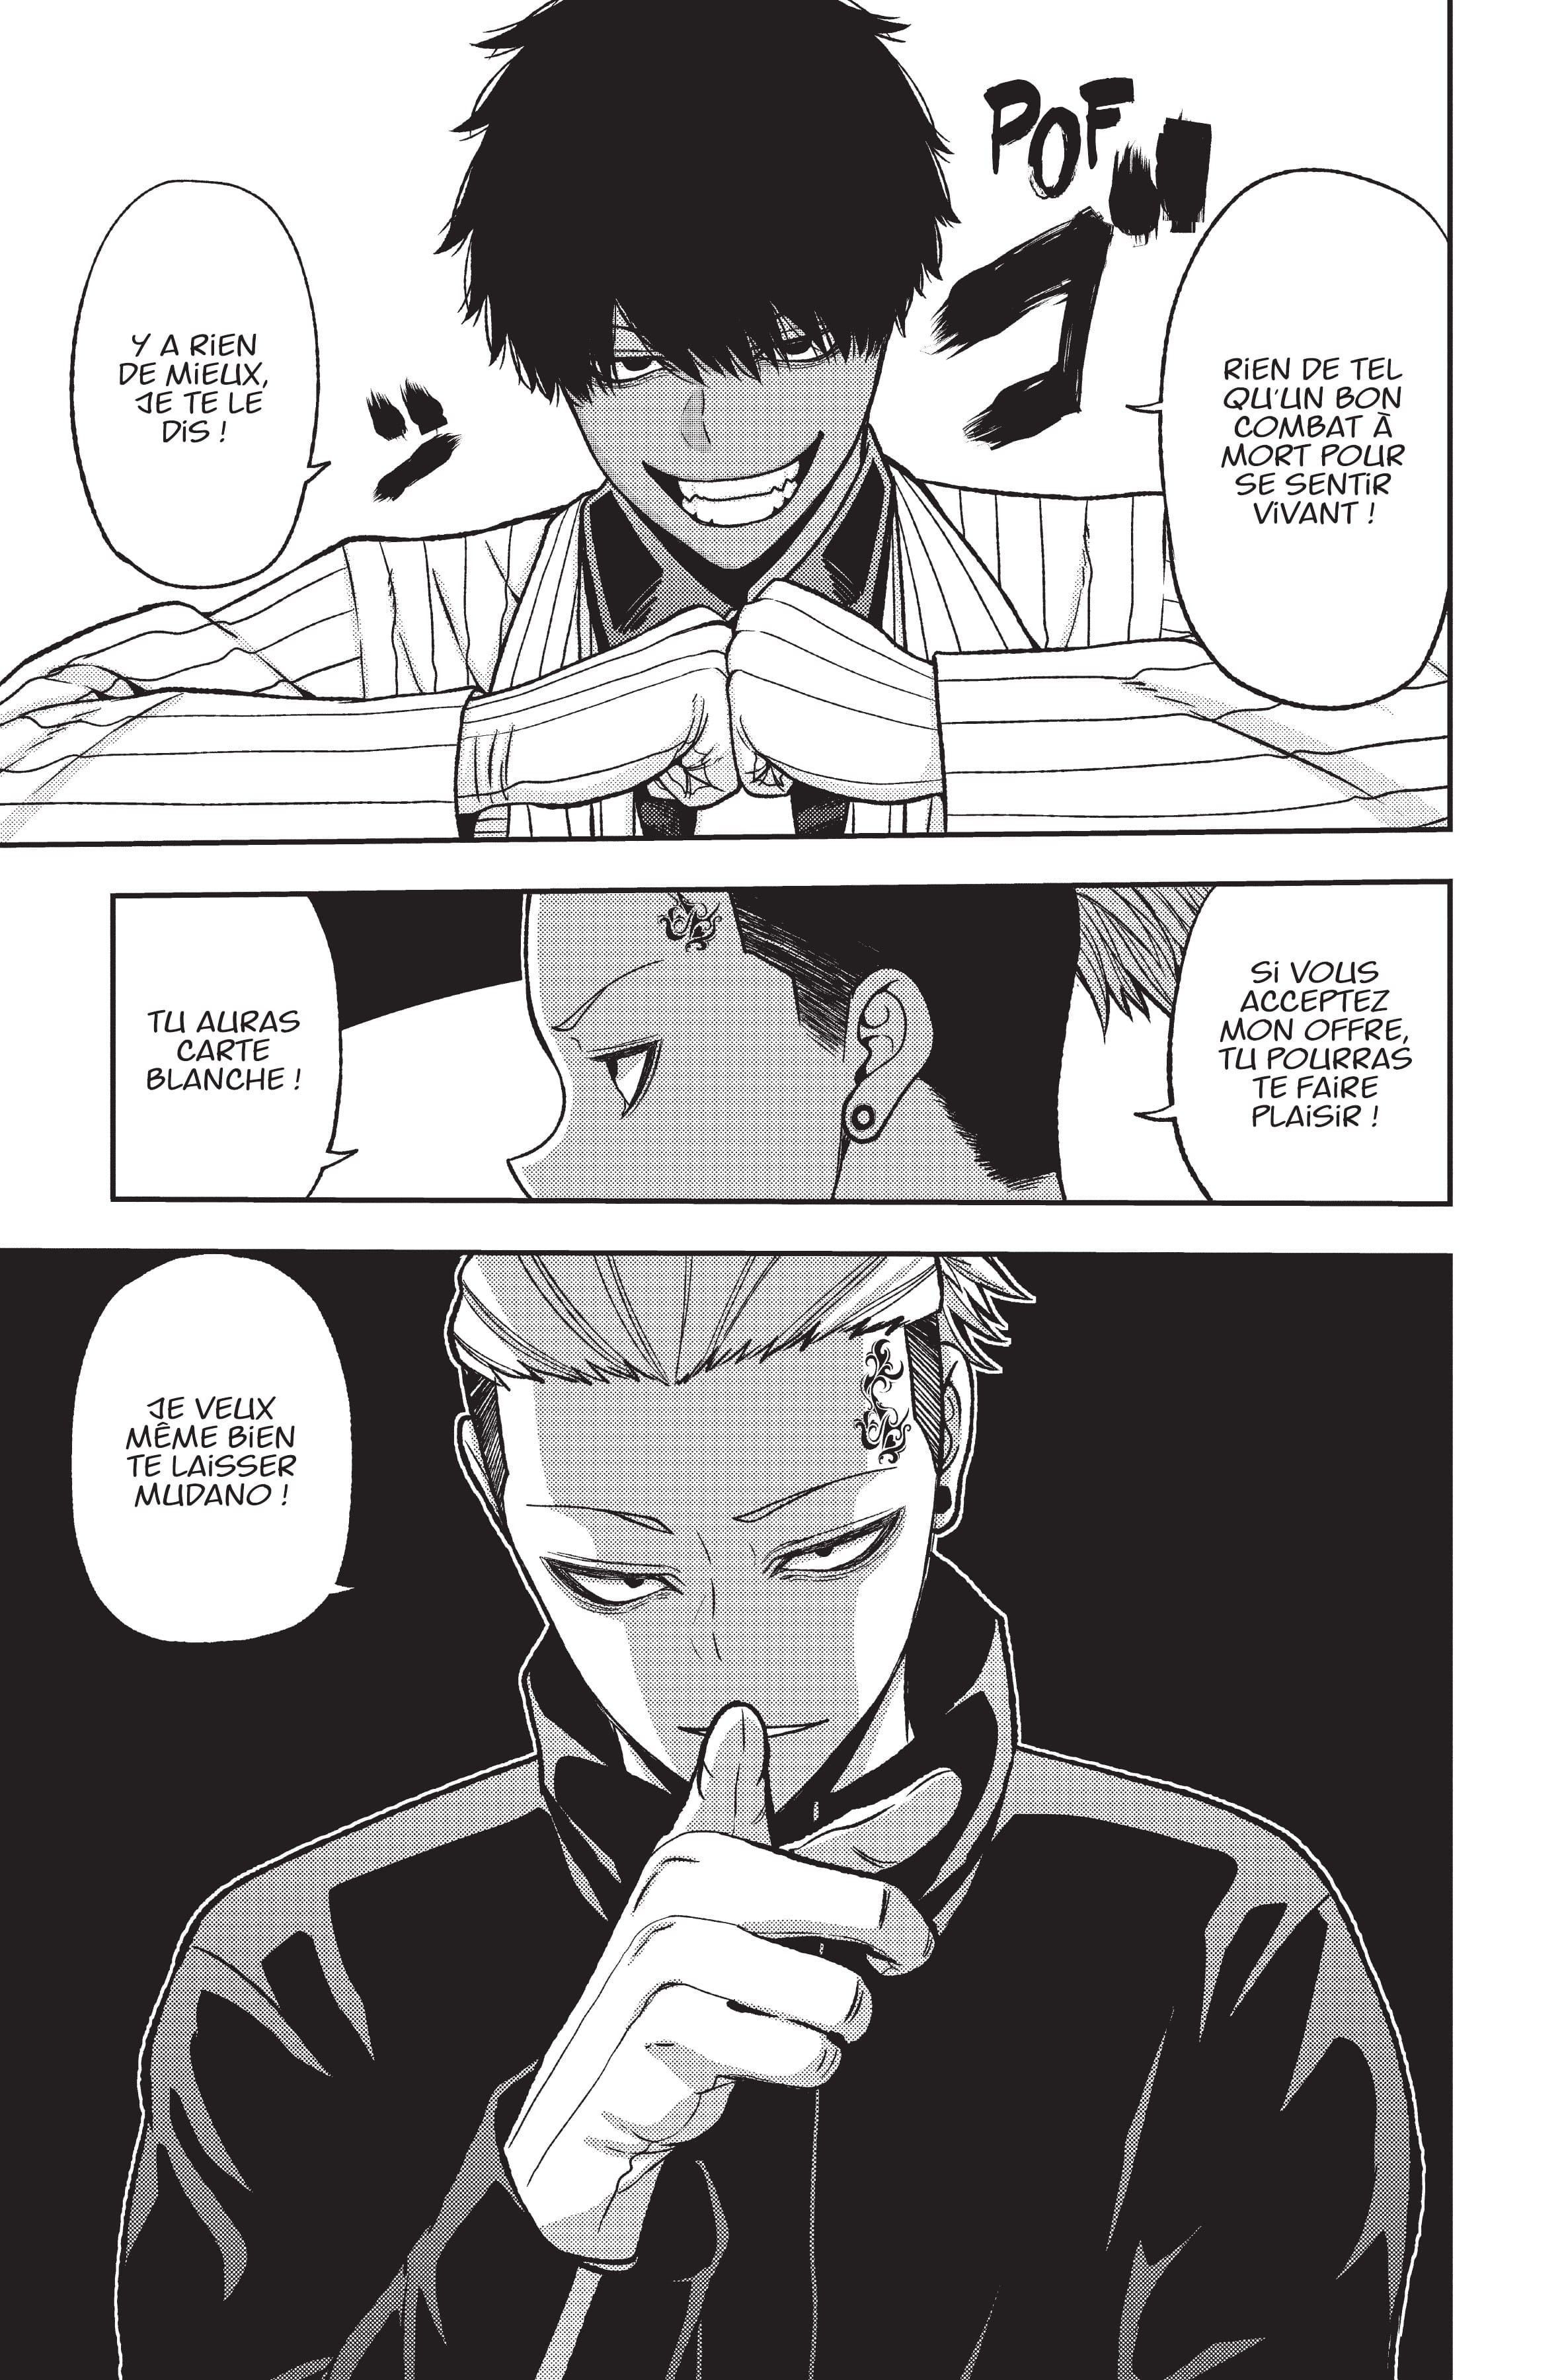 POF
ゴ
ッ
RIEN DE TEL
QU'UN BON
COMBAT À
MORT POUR
SE SENTIR
VIVANT !
Y A RIEN
DE MIEUX,
JE TE LE
DIS !
SI VOUS
ACCEPTEZ
MON OFFRE,
TU POURRAS
TE FAIRE
PLAISIR !
TU AURAS
CARTE
BLANCHE !
JE VEUX
MÊME BIEN
TE LAISSER
MUDANO !